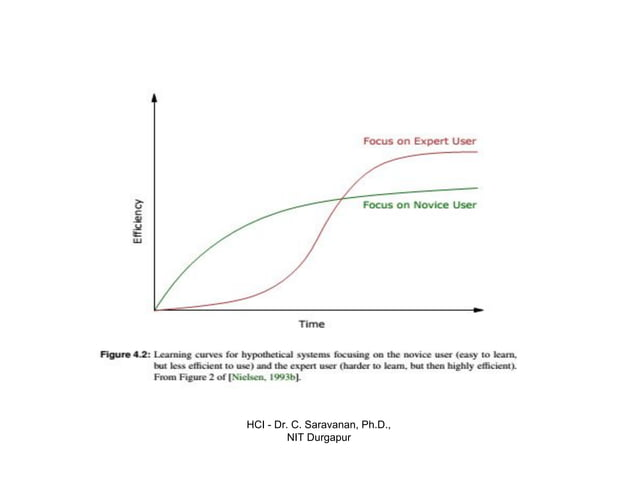 Focus on Expert User
Focus on Novice User
Efficiency
Time
Figure 4.2: Learning curves for hypothetical systems focusing on the novice user (easy to learn,
but less efficient to use) and the expert user (harder to learn, but then highly efficient).
From Figure 2 of [Nielsen, 1993b].
HCI - Dr. C. Saravanan, Ph.D.,
NIT Durgapur